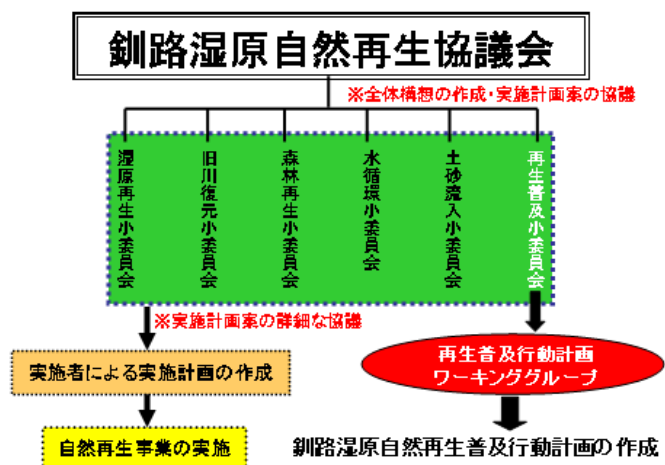 釧路湿原自然再生協議会
※全体構想の作成・実施計画案の協議
湿原再生小委員会
旧川復元小委員会
森林再生小委員会
水循環小委員会
土砂流入小委員会
再生普及小委員会
※実施計画案の詳細な協議
実施者による実施計画の作成
再生普及行動計画
ワーキンググループ
自然再生事業の実施
釧路湿原自然再生普及行動計画の作成